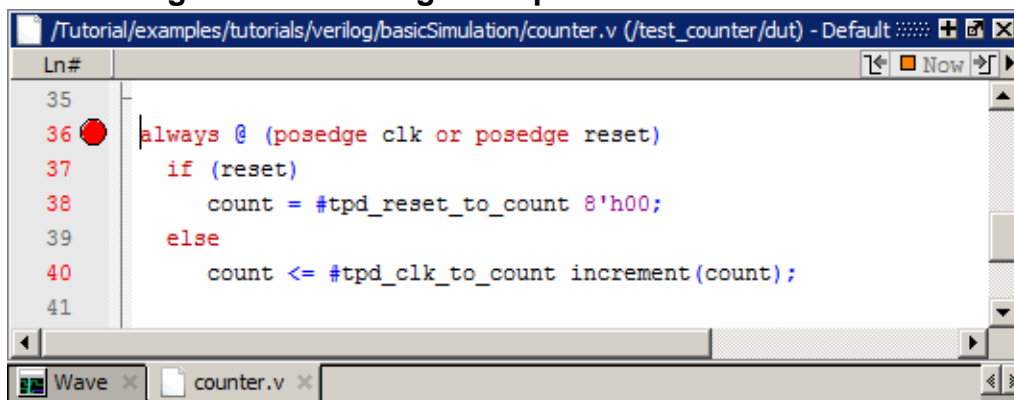 /Tutorial/examples/tutorials/verilog/basicSimulation/counter.v (/test_counter/dut) - Default
Ln#
Now
35
36 always @ (posedge clk or posedge reset)
37 if (reset)
38 count = #tpd_reset_to_count 8'h00;
39 else
40 count <= #tpd_clk_to_count increment(count);
41
Wave
counter.v